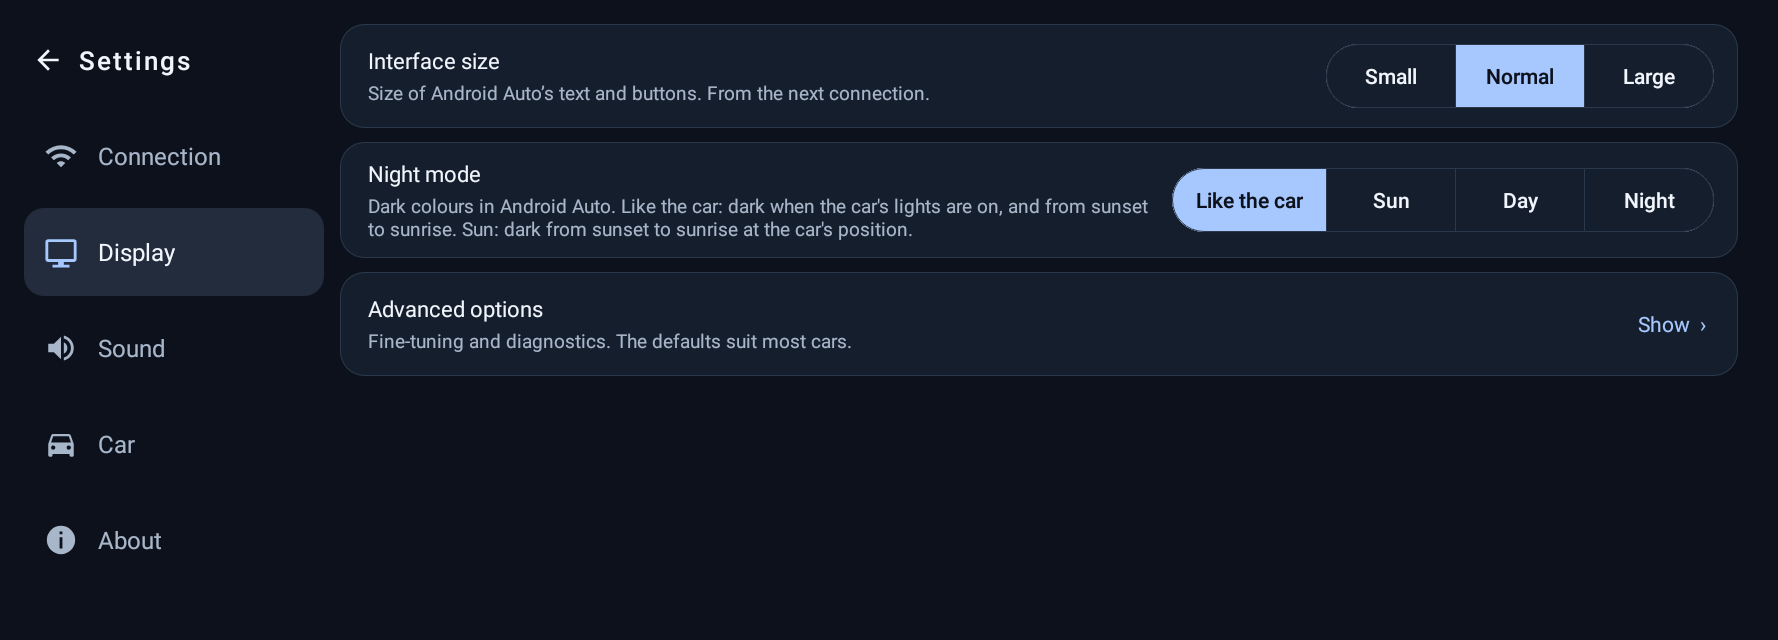 Settings
Connection
Display
Sound
Car
About
Interface size
Size of Android Auto’s text and buttons. From the next connection.
Small
Normal
Large
Night mode
Dark colours in Android Auto. Like the car: dark when the car's lights are on, and from sunset
to sunrise. Sun: dark from sunset to sunrise at the car's position.
Like the car
Sun
Day
Night
Advanced options
Fine-tuning and diagnostics. The defaults suit most cars.
Show ›